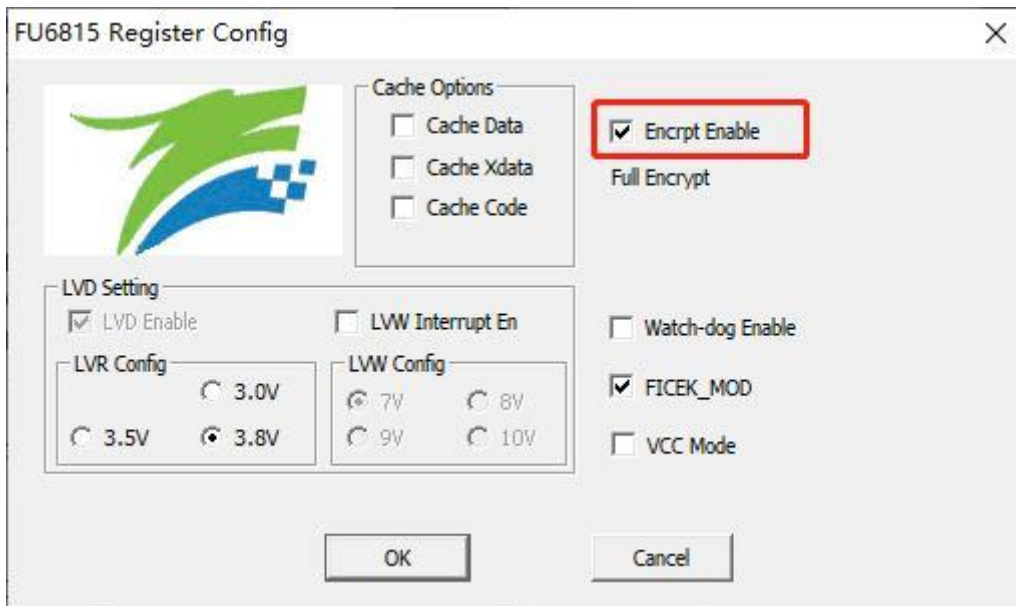 FU6815 Register Config
Cache Options
Cache Data
Cache Xdata
Cache Code
Encrpt Enable
Full Encrypt
LVD Setting
LVD Enable
LVW Interrupt En
LVR Config
3.0V
3.5V
3.8V
LVW Config
7V
8V
9V
10V
Watch-dog Enable
FICEK_MOD
VCC Mode
OK
Cancel